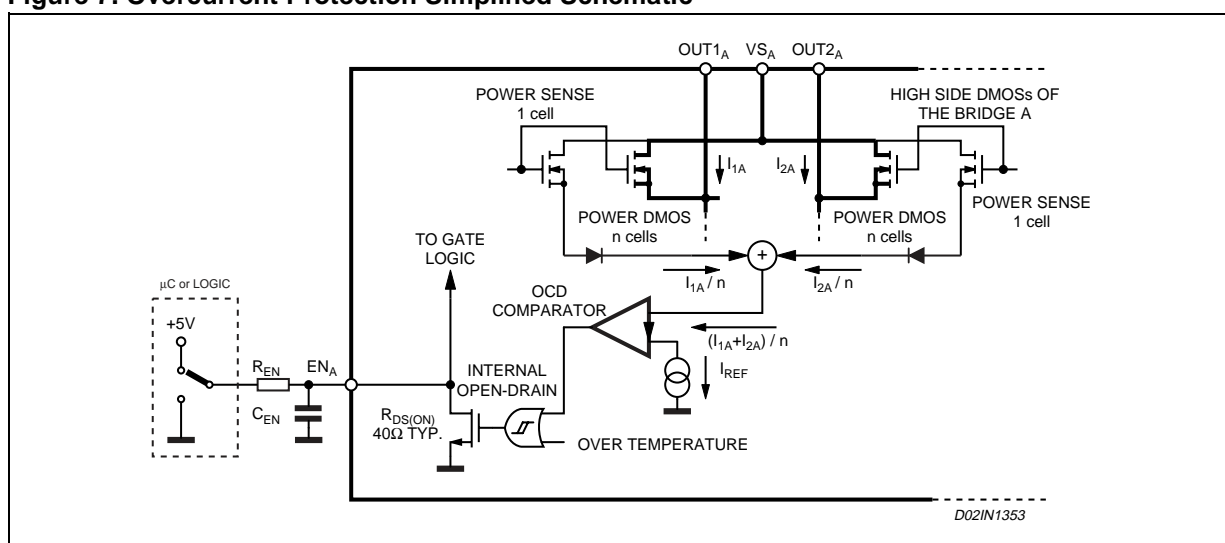 Figure 7. Overcurrent Protection Simplified Schematic
OUT1A VSA OUT2A
POWER SENSE
1 cell
HIGH SIDE DMOSs OF
THE BRIDGE A
I1A
I2A
POWER SENSE
1 cell
POWER DMOS
n cells
POWER DMOS
n cells
TO GATE
LOGIC
+
I1A / n
I2A / n
μC or LOGIC
OCD
COMPARATOR
+5V
(I1A+I2A) / n
IREF
REN
ENA
INTERNAL
OPEN-DRAIN
CEN
RDS(ON)
40Ω TYP.
OVER TEMPERATURE
D02IN1353